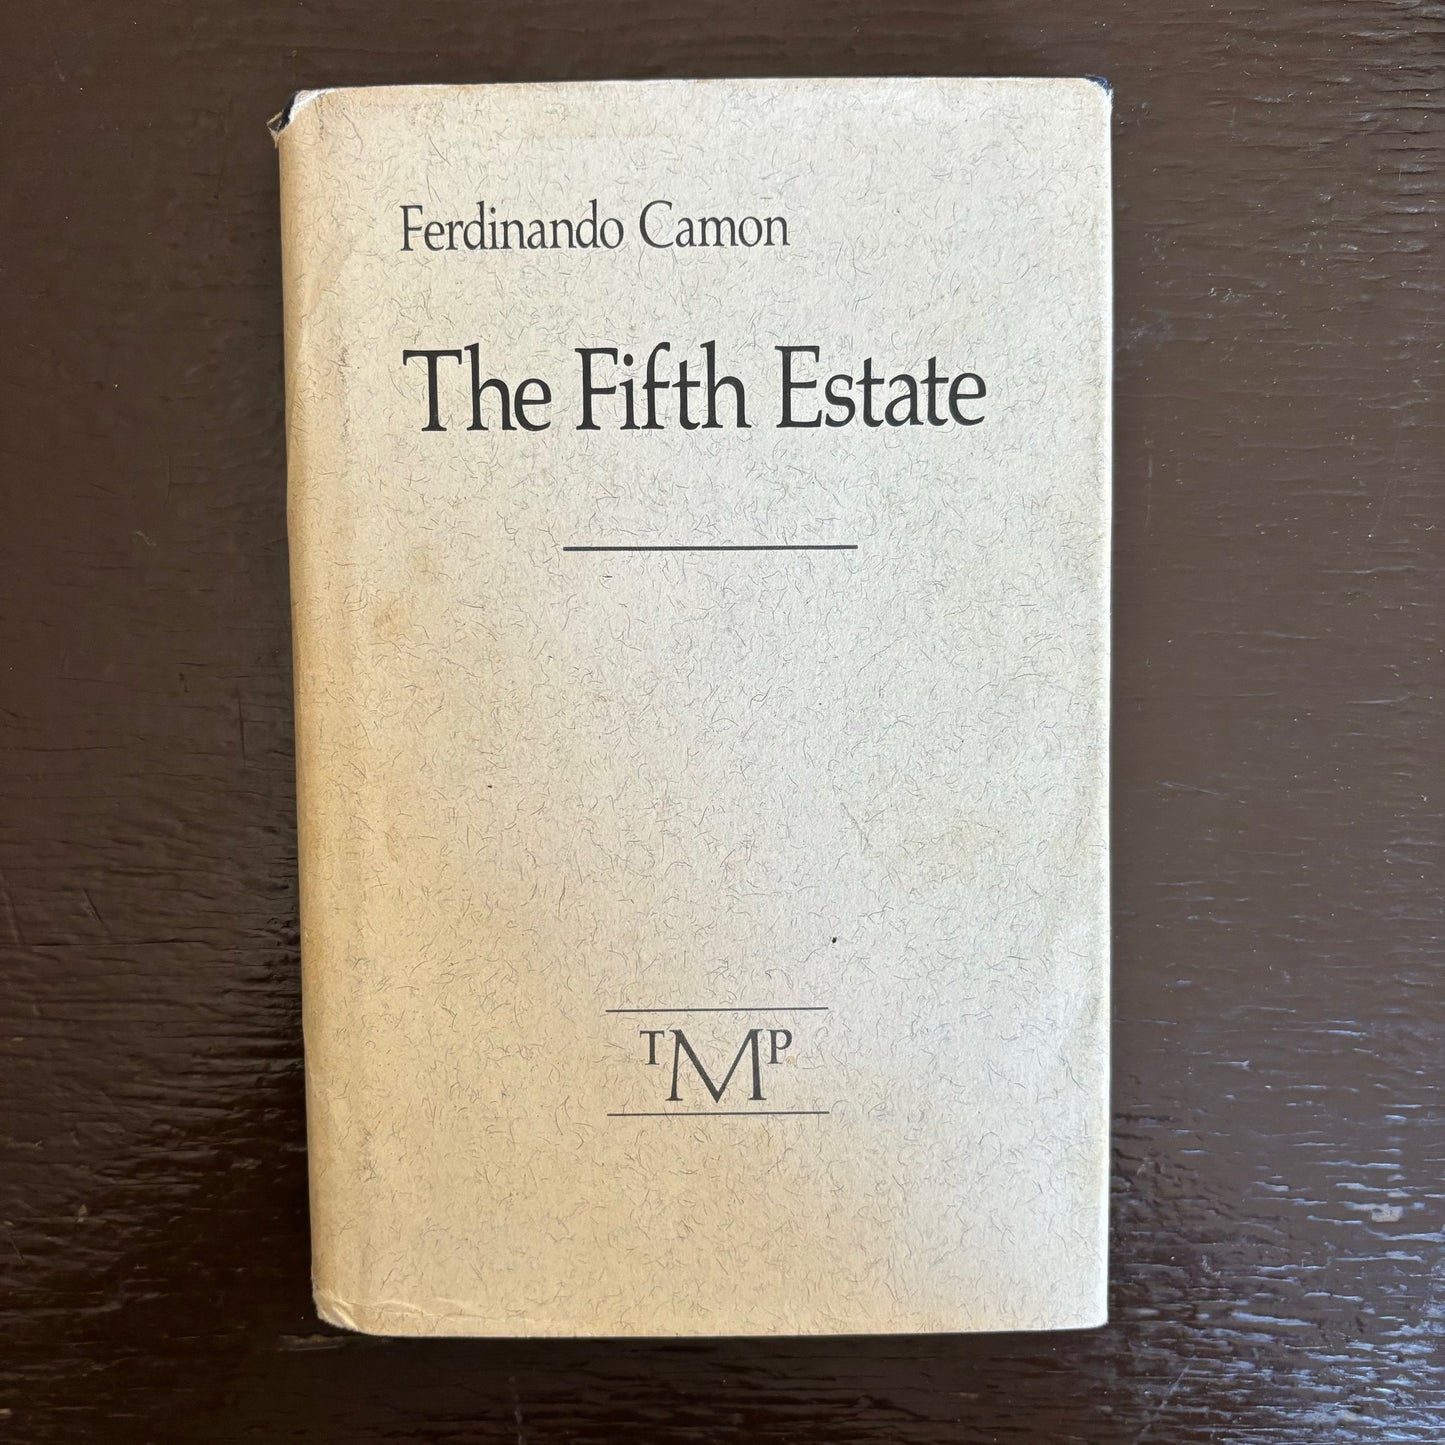 Ferdinando Camon
The Fifth Estate
TMP